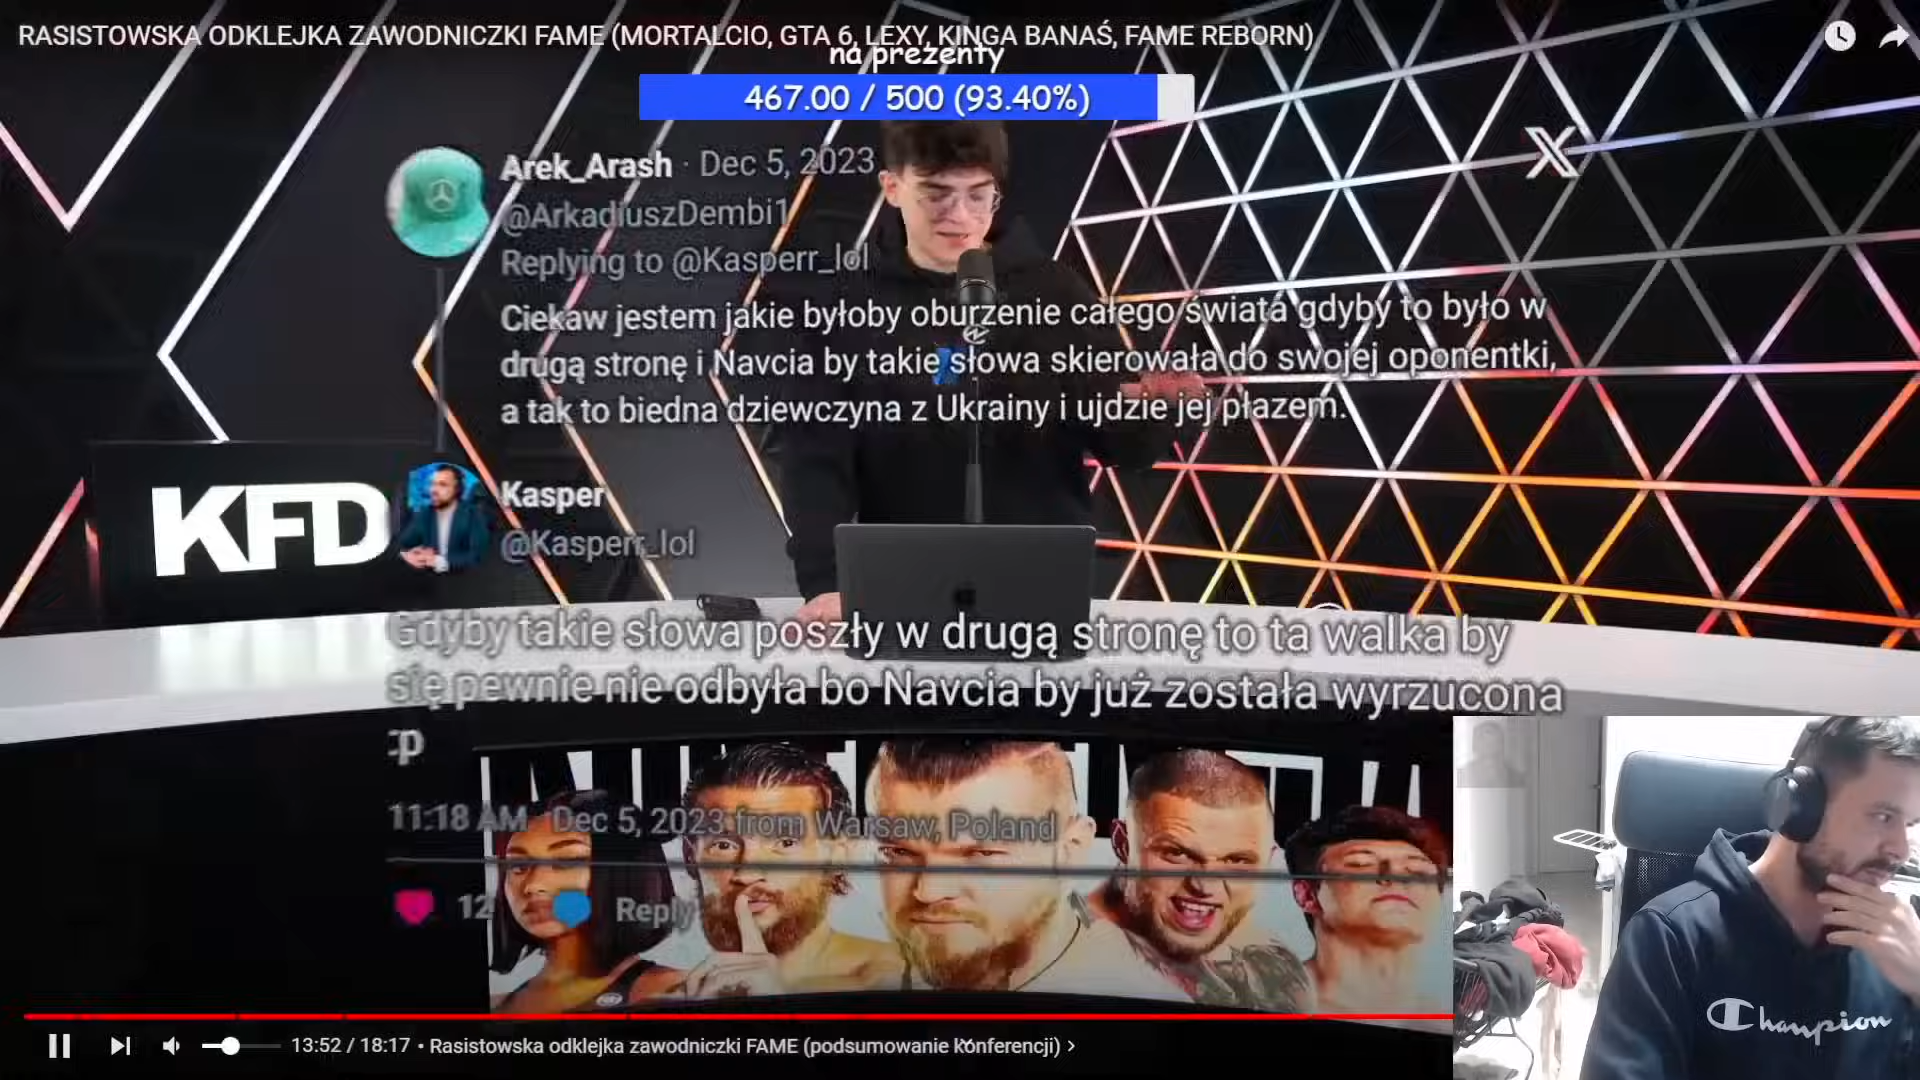 RASISTOWSKA ODKLEJKA ZAWODNICZKI FAME (MORTALCIO, GTA 6, LEXY, KINGA BANAŚ, FAME REBORN)
na prezenty
467.00 / 500 (93.40%)
Arek_Arash · Dec 5, 2023
@ArkadiuszDembi1
Replying to @Kasperr_lol
Ciekaw jestem jakie byłoby oburzenie całego świata gdyby to było w
drugą stronę i Navcia by takie słowa skierowała do swojej oponentki,
a tak to biedna dziewczyna z Ukrainy i ujdzie jej płazem.
KFD
Kasper
@Kasperr_lol
Gdyby takie słowa poszły w drugą stronę to ta walka by
się pewnie nie odbyła bo Navcia by już została wyrzucona
:p
11:18 AM · Dec 5, 2023 from Warsaw, Poland
12
Reply
Champion
13:52 / 18:17 • Rasistowska odklejka zawodniczki FAME (podsumowanie konferencji) >